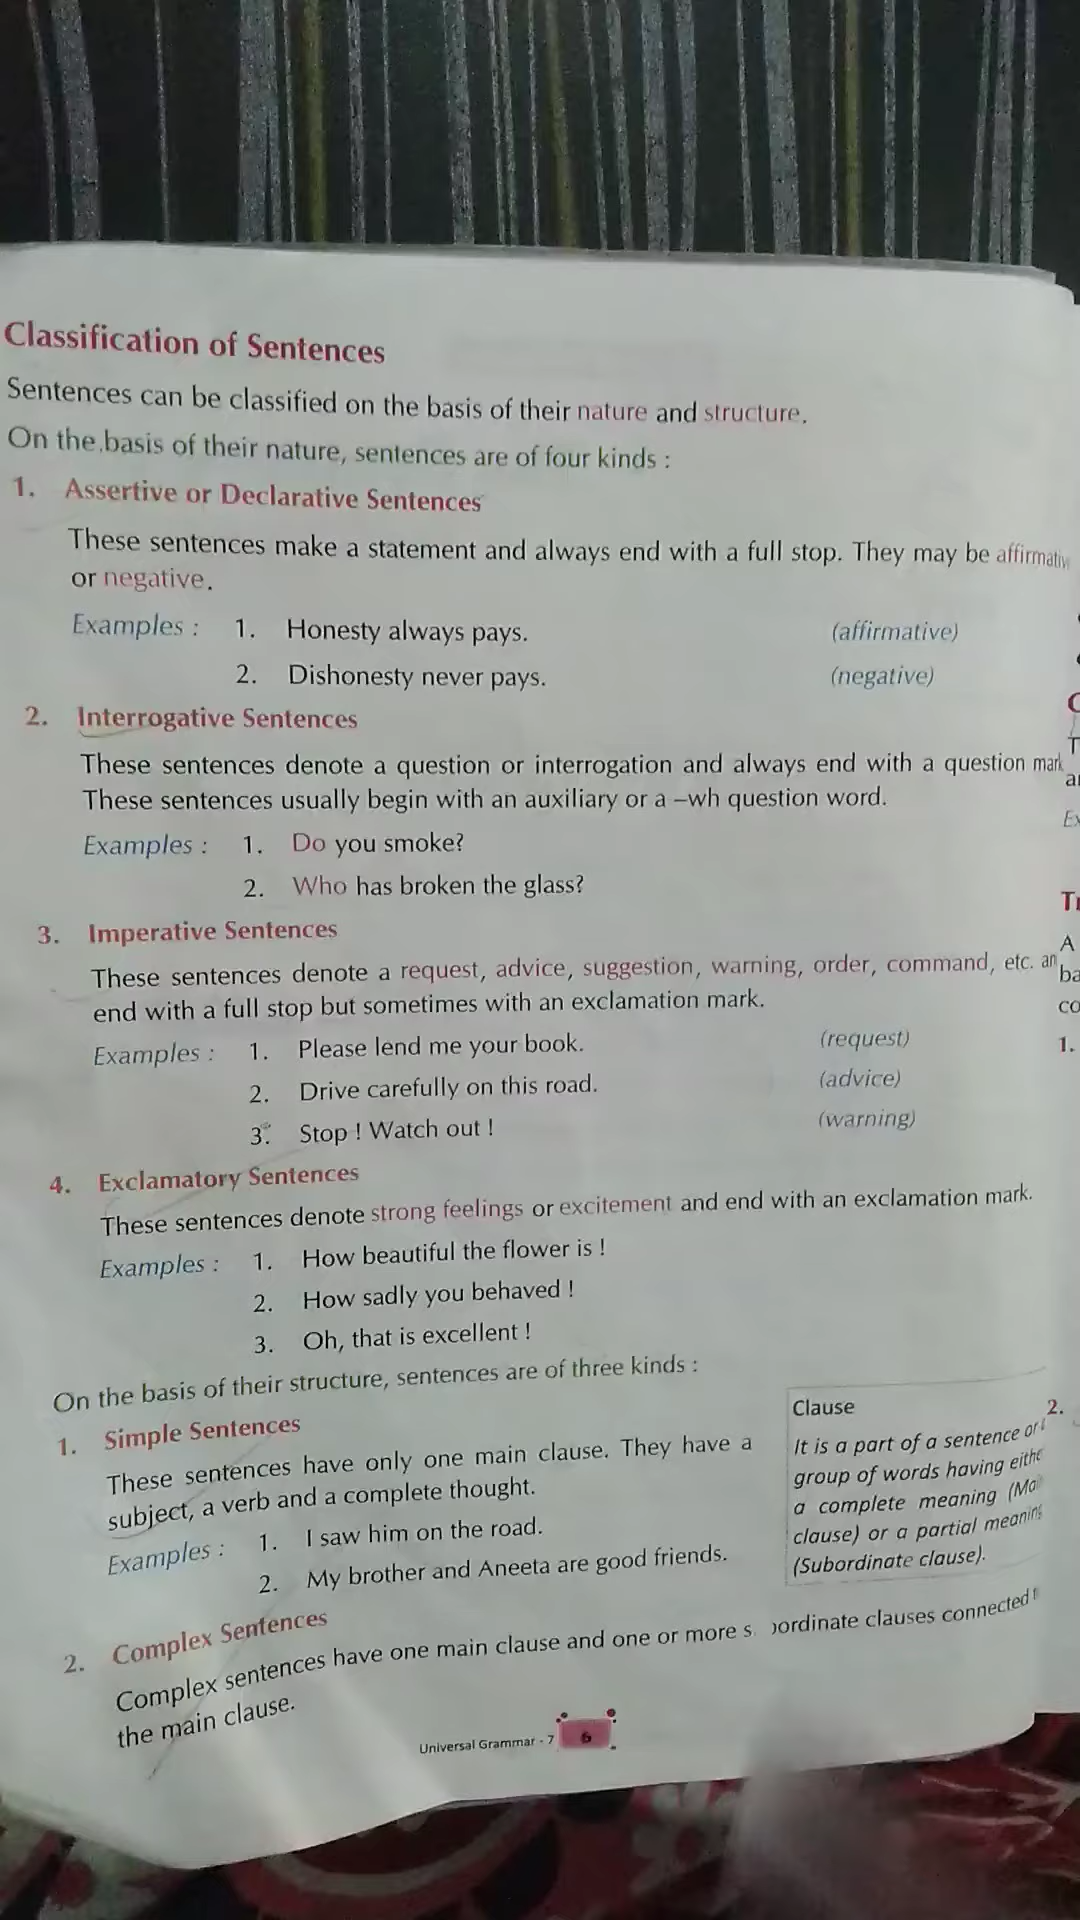 Classification of Sentences
Sentences can be classified on the basis of their nature and structure.
On the basis of their nature, sentences are of four kinds :
1. Assertive or Declarative Sentences
These sentences make a statement and always end with a full stop. They may be
or negative.
Examples : 1. Honesty always pays. (affirmative)
2. Dishonesty never pays. (negative)
2. Interrogative Sentences
These sentences denote a question or interrogation and always end with a question
These sentences usually begin with an auxiliary or a –wh question word.
Examples : 1. Do you smoke?
2. Who has broken the glass?
3. Imperative Sentences
These sentences denote a request, advice, suggestion, warning, order, command, etc.
end with a full stop but sometimes with an exclamation mark.
Examples : 1. Please lend me your book. (request)
2. Drive carefully on this road. (advice)
3. Stop ! Watch out ! (warning)
4. Exclamatory Sentences
These sentences denote strong feelings or excitement and end with an exclamation mark.
Examples : 1. How beautiful the flower is !
2. How sadly you behaved !
3. Oh, that is excellent !
On the basis of their structure, sentences are of three kinds :
1. Simple Sentences
These sentences have only one main clause. They have a
subject, a verb and a complete thought.
Examples : 1. I saw him on the road.
2. My brother and Aneeta are good friends.
Clause
It is a part of a sentence or
group of words having
a complete meaning
clause) or a partial
(Subordinate clause).
2. Complex Sentences
Complex sentences have one main clause and one or more clauses connected
the main clause.
Universal Grammar - 7 6
1.
2.